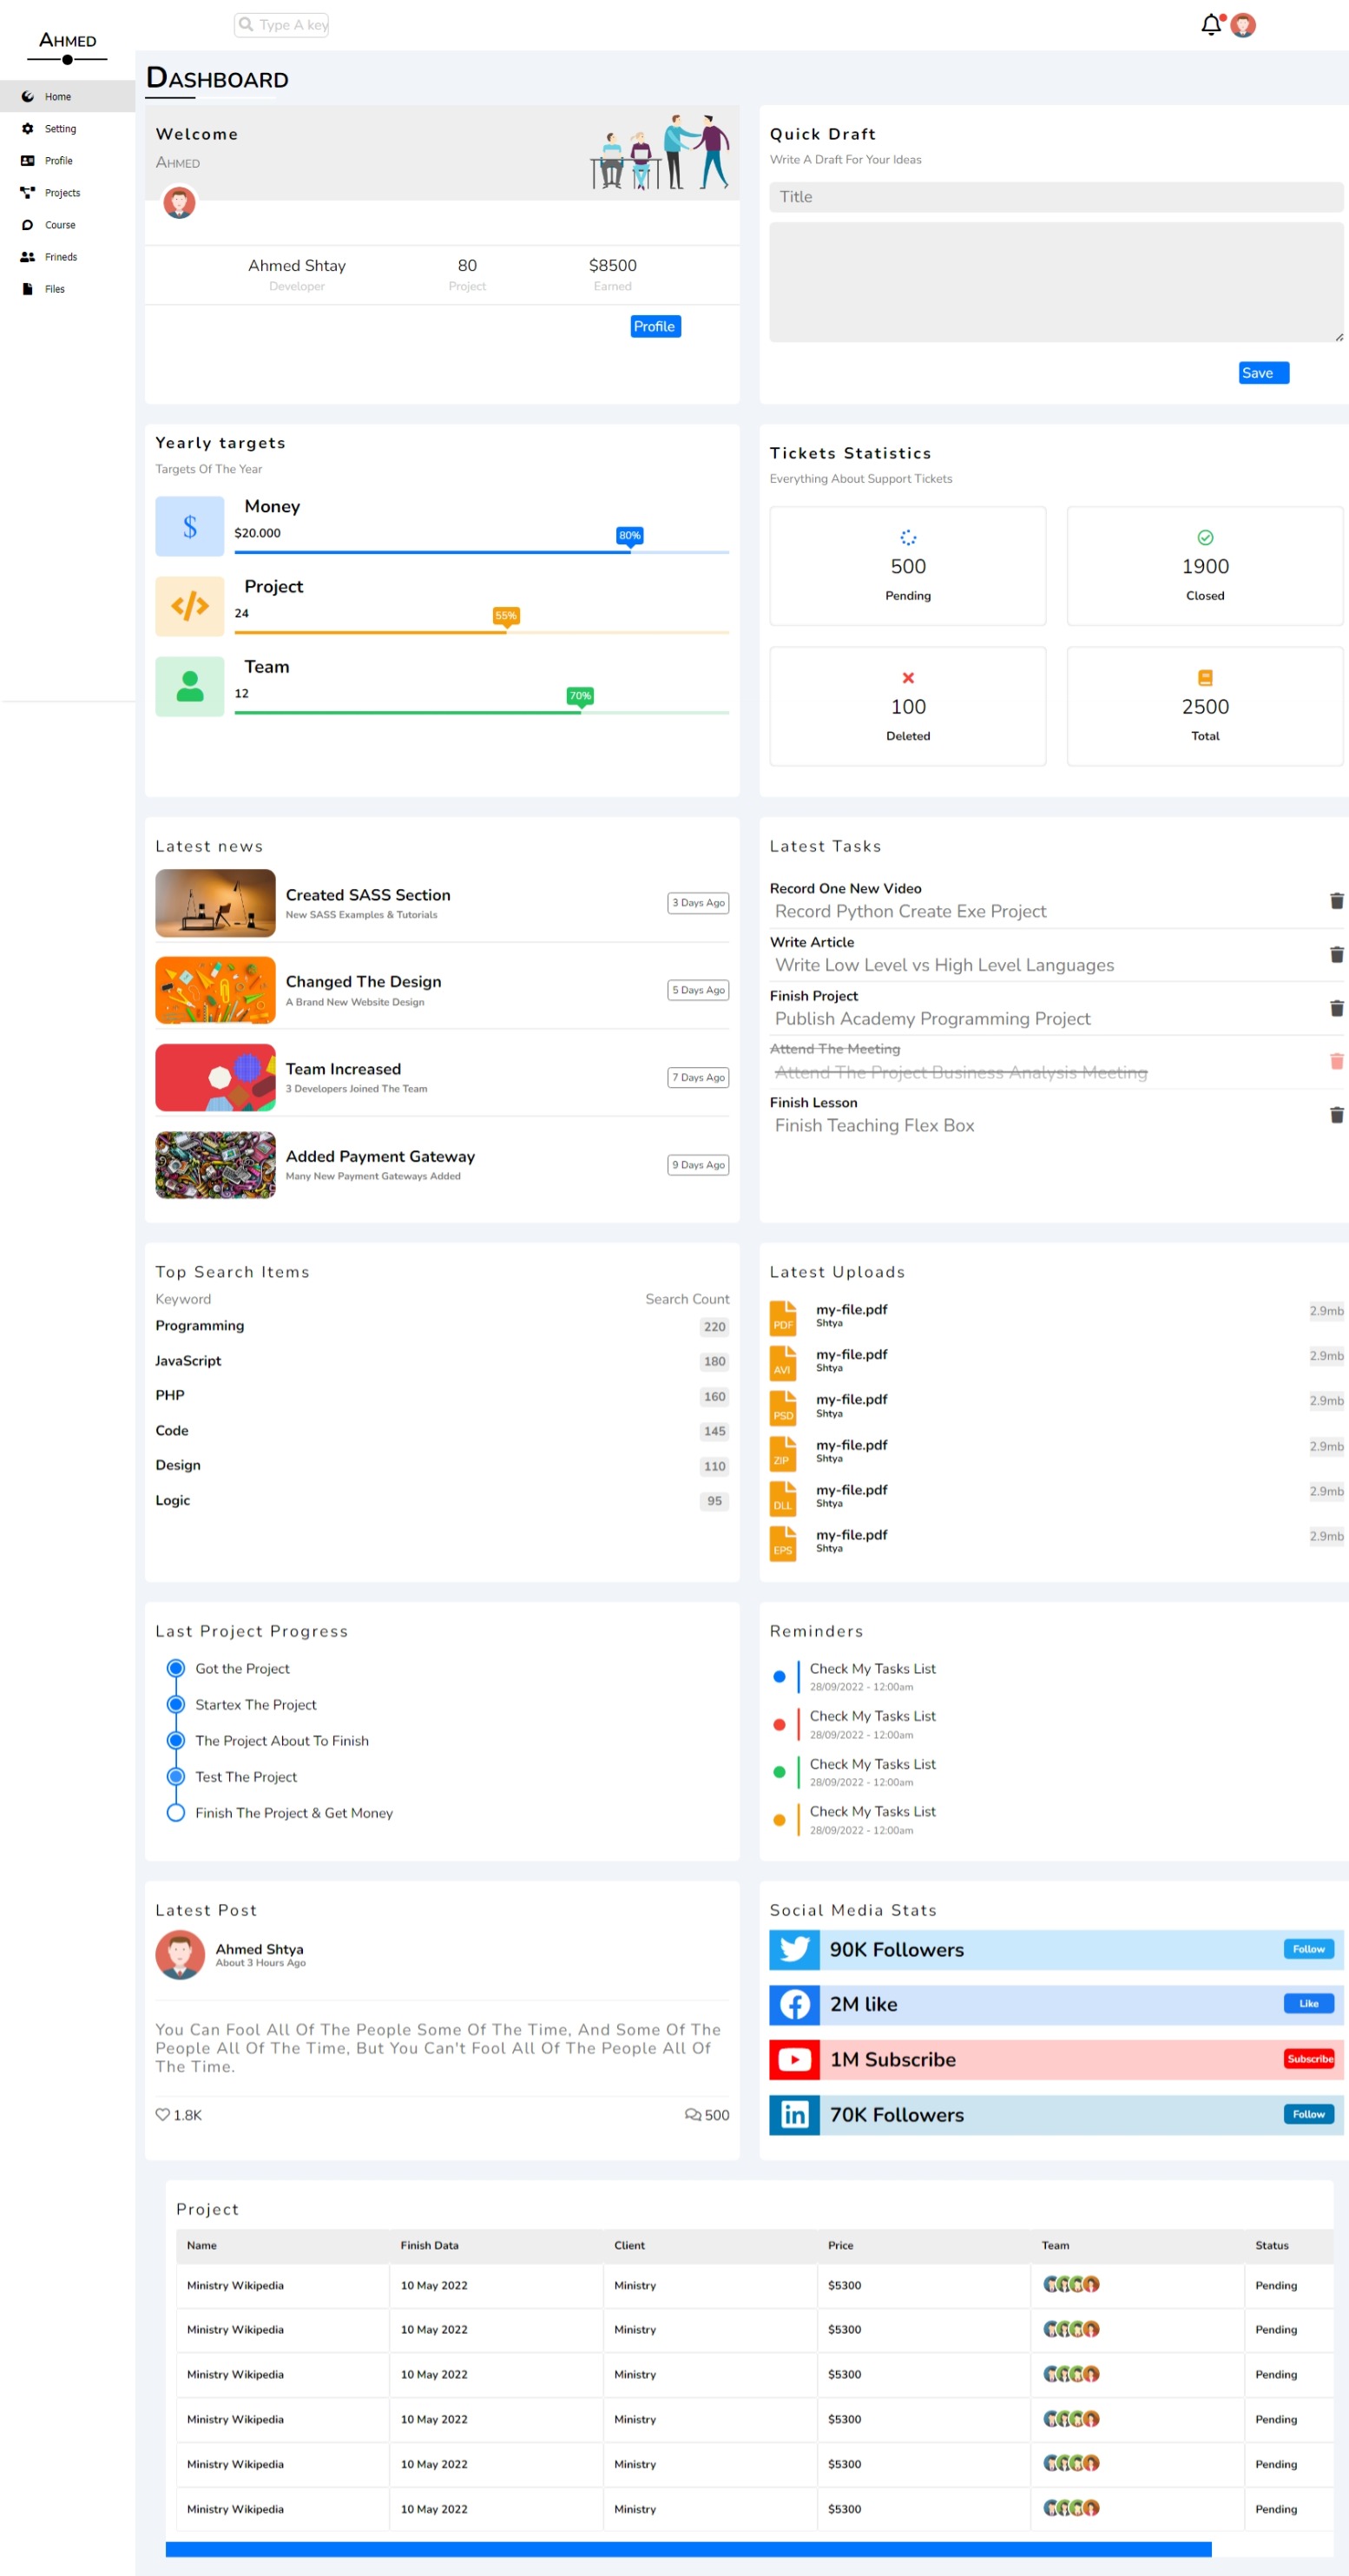 AHMED
Type A key
Home
Setting
Profile
Projects
Course
Frineds
Files
DASHBOARD
Welcome
AHMED
Ahmed Shtay
Developer
80
Project
$8500
Earned
Profile
Quick Draft
Write A Draft For Your Ideas
Title
Save
Yearly targets
Targets Of The Year
$
Money
$20.000
80%
Project
24
55%
Team
12
70%
Tickets Statistics
Everything About Support Tickets
500
Pending
1900
Closed
100
Deleted
2500
Total
Latest news
Created SASS Section
New SASS Examples & Tutorials
3 Days Ago
Changed The Design
A Brand New Website Design
5 Days Ago
Team Increased
3 Developers Joined The Team
7 Days Ago
Added Payment Gateway
Many New Payment Gateways Added
9 Days Ago
Latest Tasks
Record One New Video
Record Python Create Exe Project
Write Article
Write Low Level vs High Level Languages
Finish Project
Publish Academy Programming Project
Attend The Meeting
Attend The Project Business Analysis Meeting
Finish Lesson
Finish Teaching Flex Box
Top Search Items
Keyword Search Count
Programming 220
JavaScript 180
PHP 160
Code 145
Design 110
Logic 95
Latest Uploads
PDF
my-file.pdf
Shtya
2.9mb
AVI
my-file.pdf
Shtya
2.9mb
PSD
my-file.pdf
Shtya
2.9mb
ZIP
my-file.pdf
Shtya
2.9mb
DLL
my-file.pdf
Shtya
2.9mb
EPS
my-file.pdf
Shtya
2.9mb
Last Project Progress
Got the Project
Startex The Project
The Project About To Finish
Test The Project
Finish The Project & Get Money
Reminders
Check My Tasks List
28/09/2022 - 12:00am
Check My Tasks List
28/09/2022 - 12:00am
Check My Tasks List
28/09/2022 - 12:00am
Check My Tasks List
28/09/2022 - 12:00am
Latest Post
Ahmed Shtya
About 3 Hours Ago
You Can Fool All Of The People Some Of The Time, And Some Of The
People All Of The Time, But You Can't Fool All Of The People All Of
The Time.
1.8K 500
Social Media Stats
90K Followers Follow
2M like Like
1M Subscribe Subscribe
in 70K Followers Follow
Project
Name Finish Data Client Price Team Status
Ministry Wikipedia 10 May 2022 Ministry $5300 Pending
Ministry Wikipedia 10 May 2022 Ministry $5300 Pending
Ministry Wikipedia 10 May 2022 Ministry $5300 Pending
Ministry Wikipedia 10 May 2022 Ministry $5300 Pending
Ministry Wikipedia 10 May 2022 Ministry $5300 Pending
Ministry Wikipedia 10 May 2022 Ministry $5300 Pending